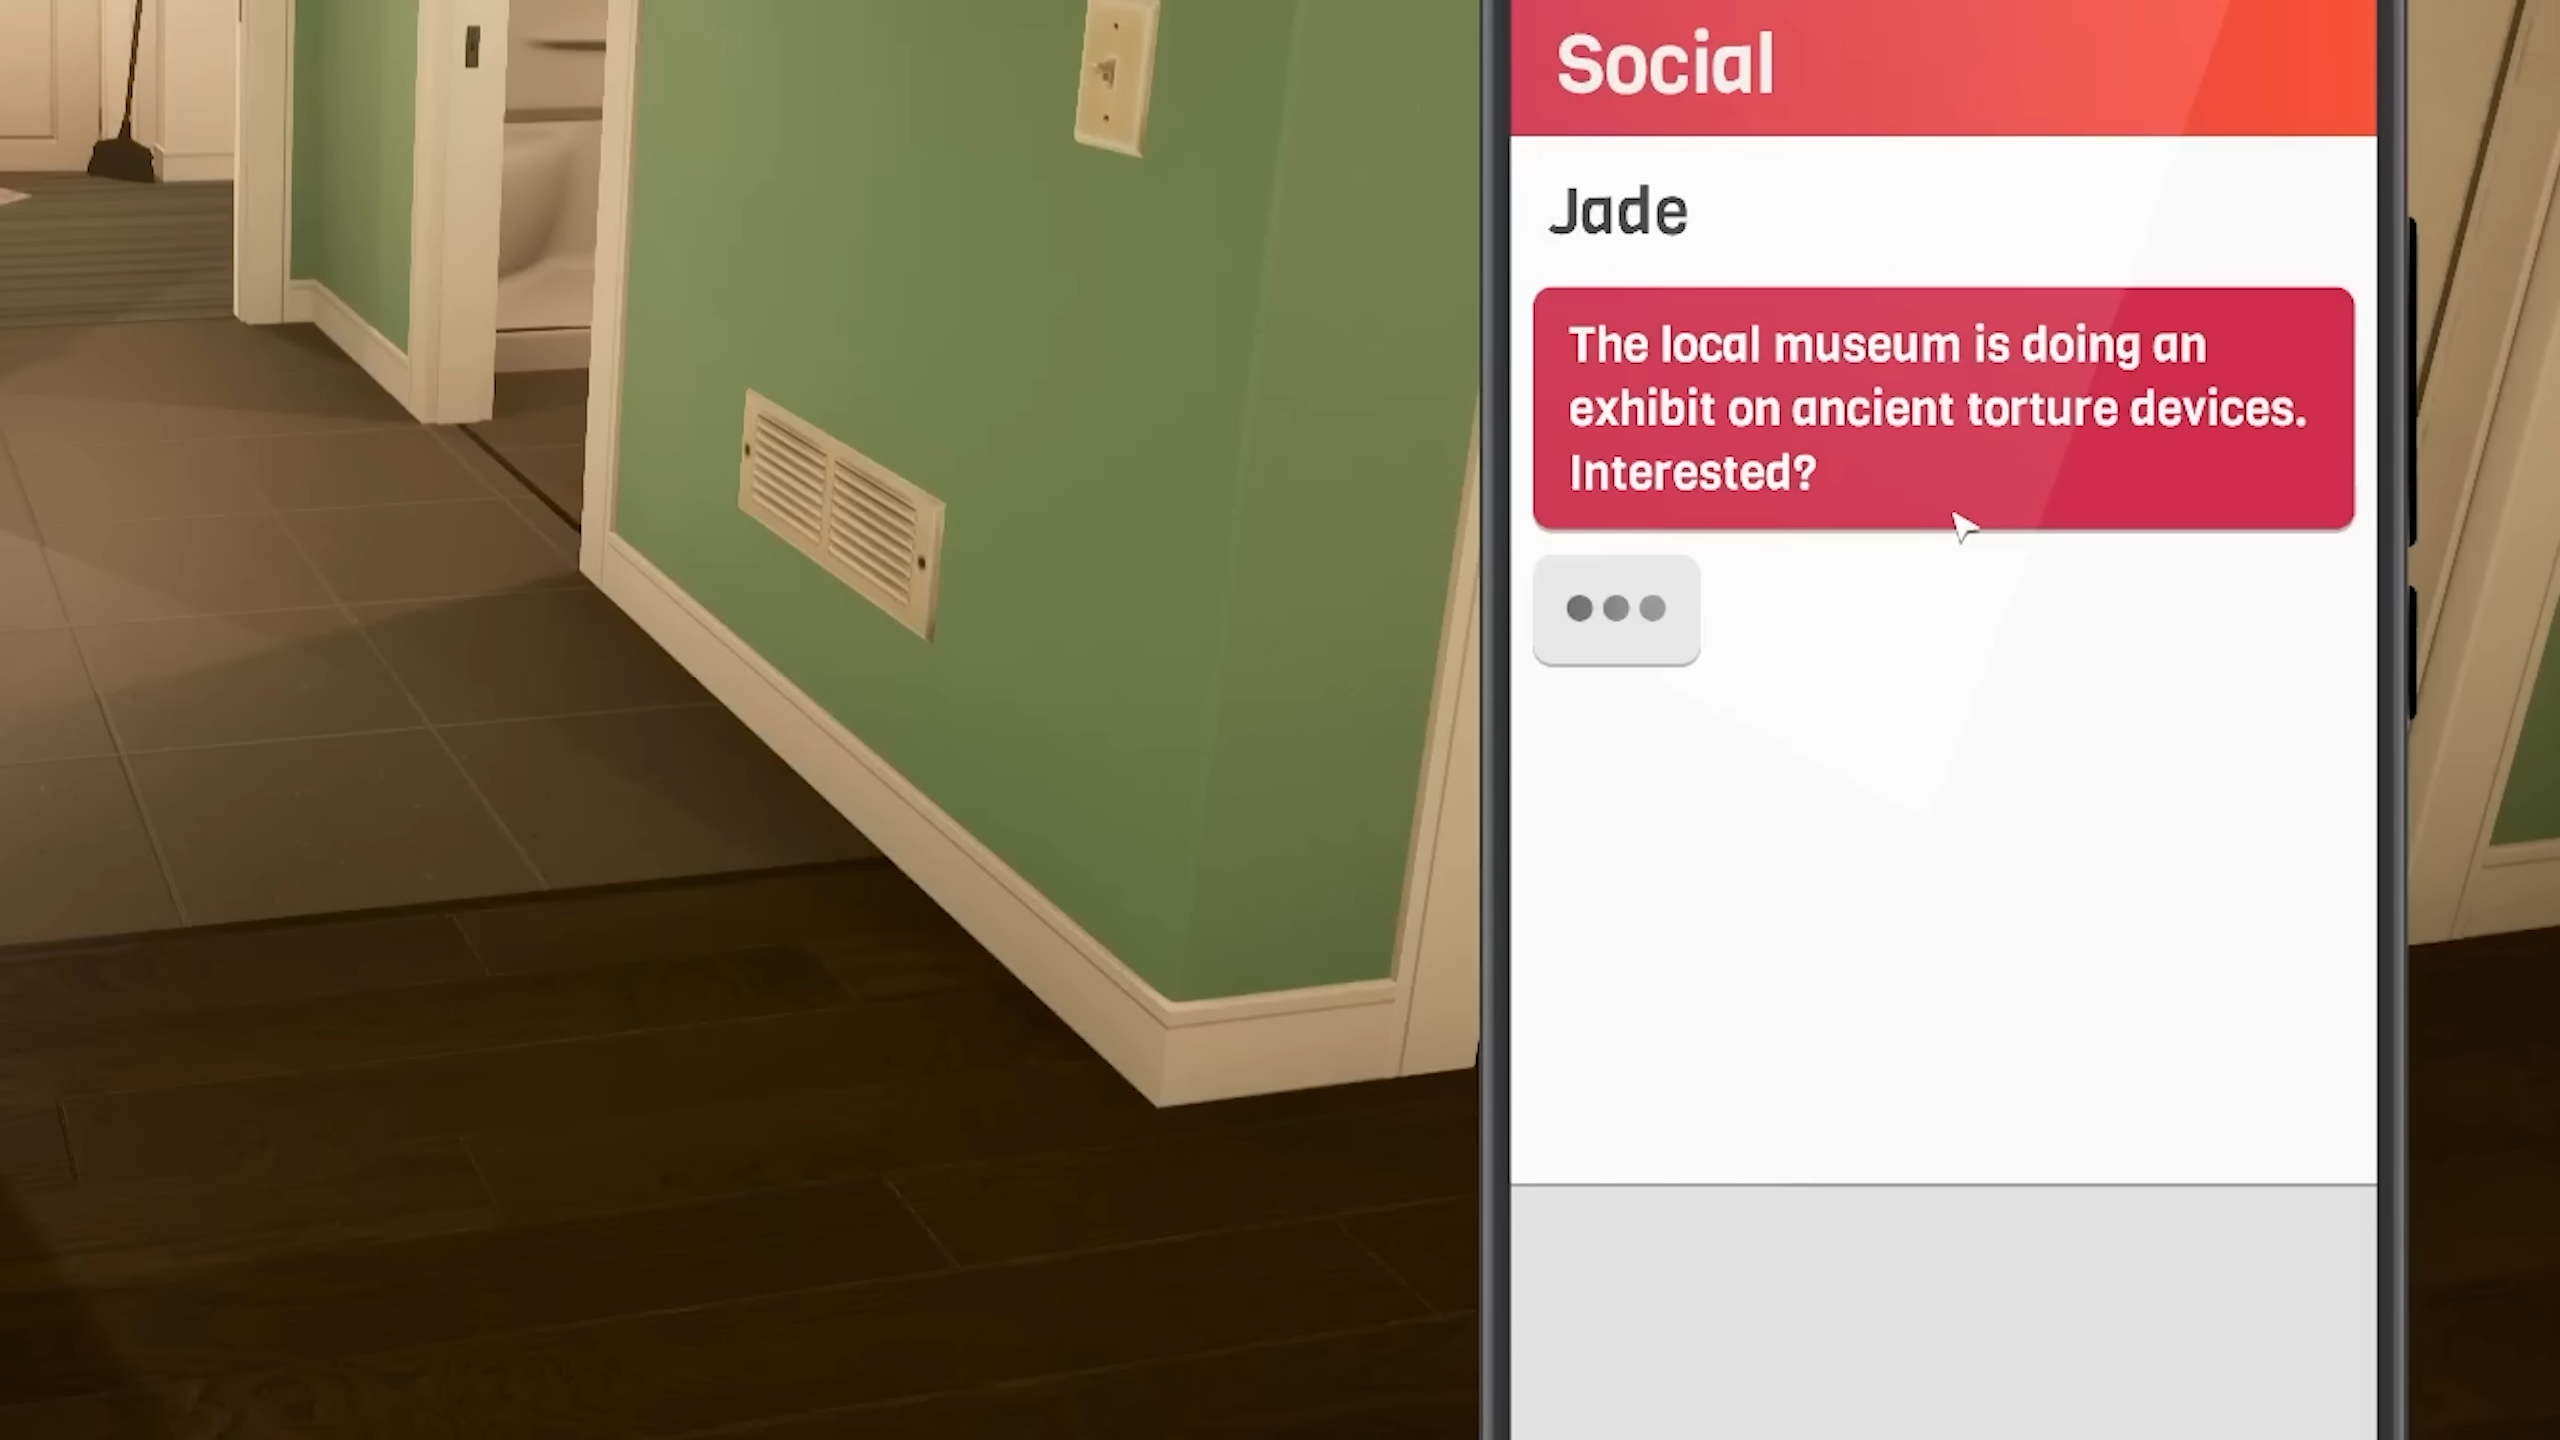 Social
Jade
The local museum is doing an
exhibit on ancient torture devices.
Interested?